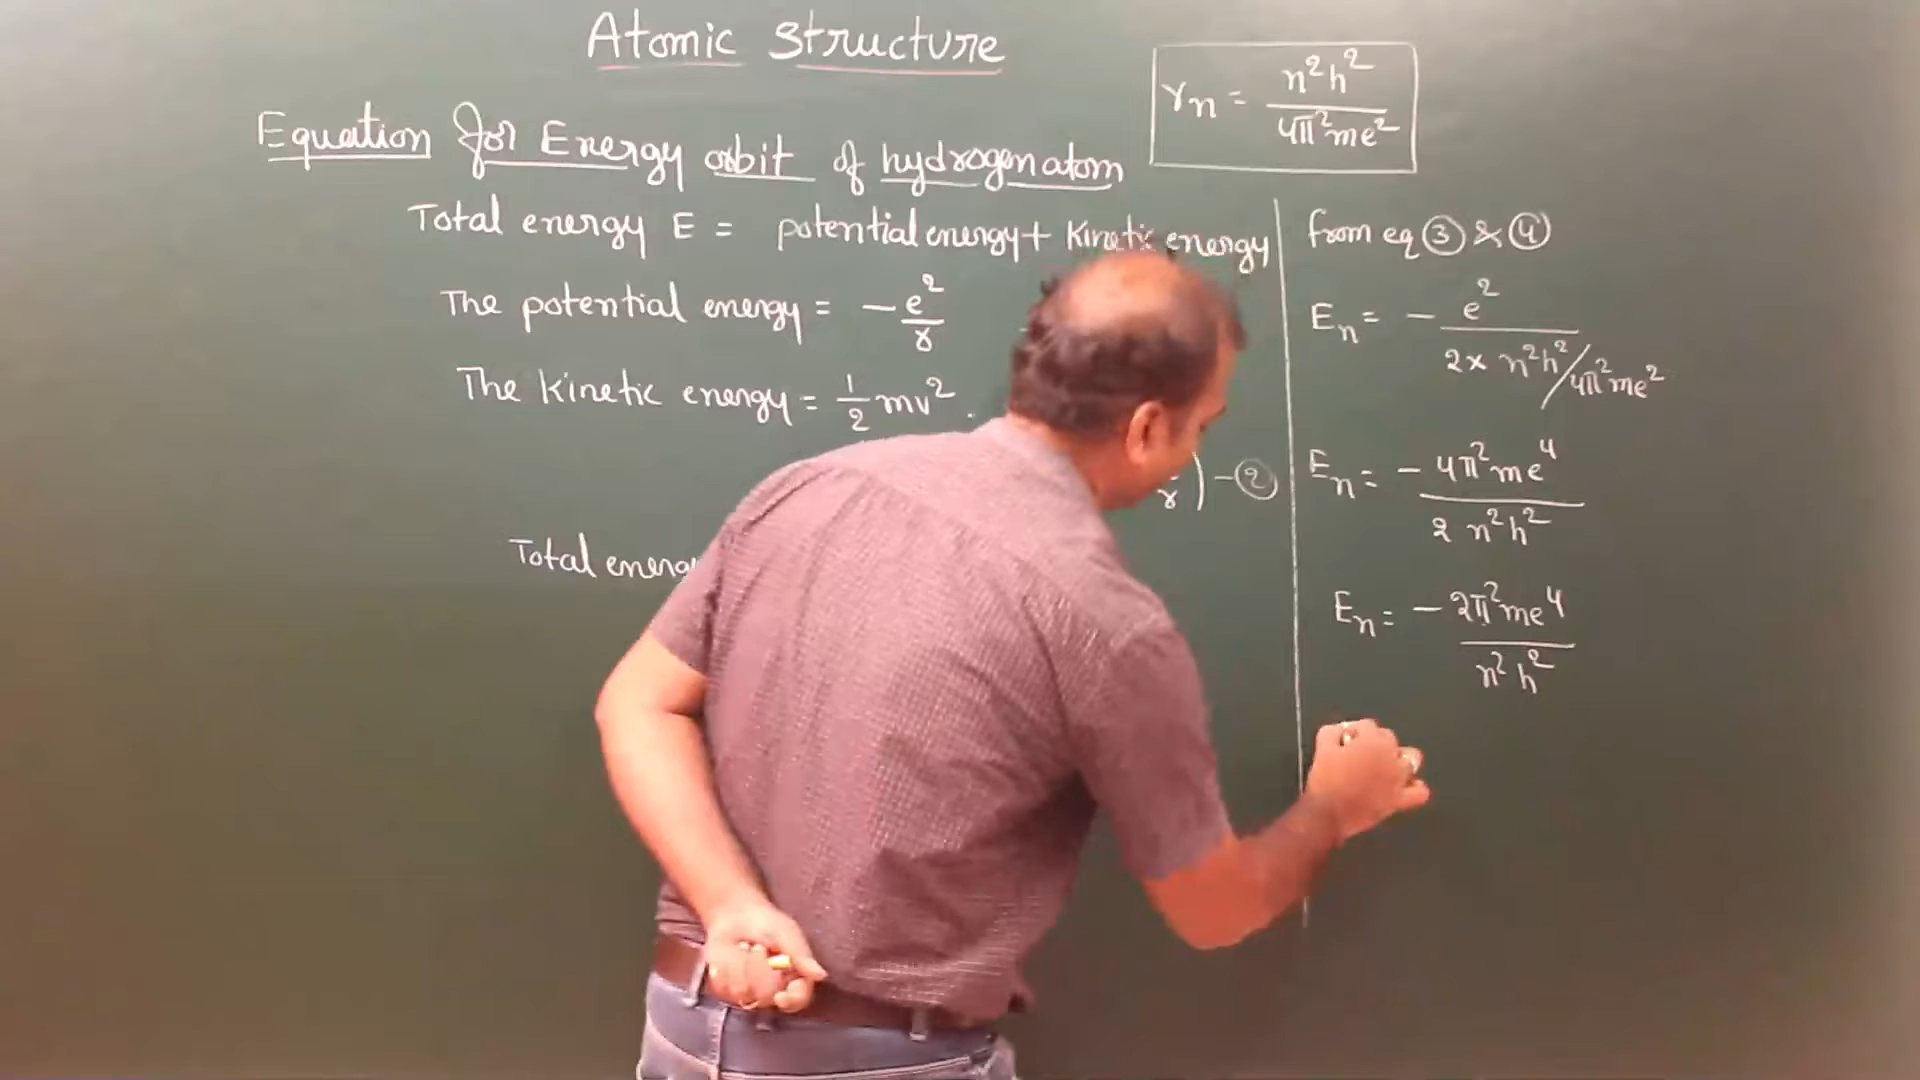 Atomic Structure
rn = n²h² / 4π²me²
Equation for Energy orbit of hydrogen atom
Total energy E = potential energy + Kinetic energy
The potential energy = - e²/r
The Kinetic energy = 1/2 mv².
r ) - ②
Total energy
from eq ③ & ④
En = - e² / 2 x n²h² / 4π²me²
En = - 4π²me⁴ / 2 n²h²
En = - 2π²me⁴ / n²h²